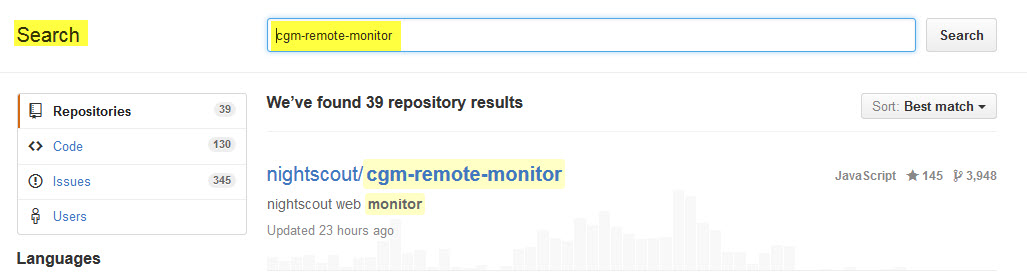 Search
cgm-remote-monitor
Search
Repositories 39
Code 130
Issues 345
Users
Languages
We've found 39 repository results
Sort: Best match
nightscout/cgm-remote-monitor
JavaScript 145 3,948
nightscout web monitor
Updated 23 hours ago